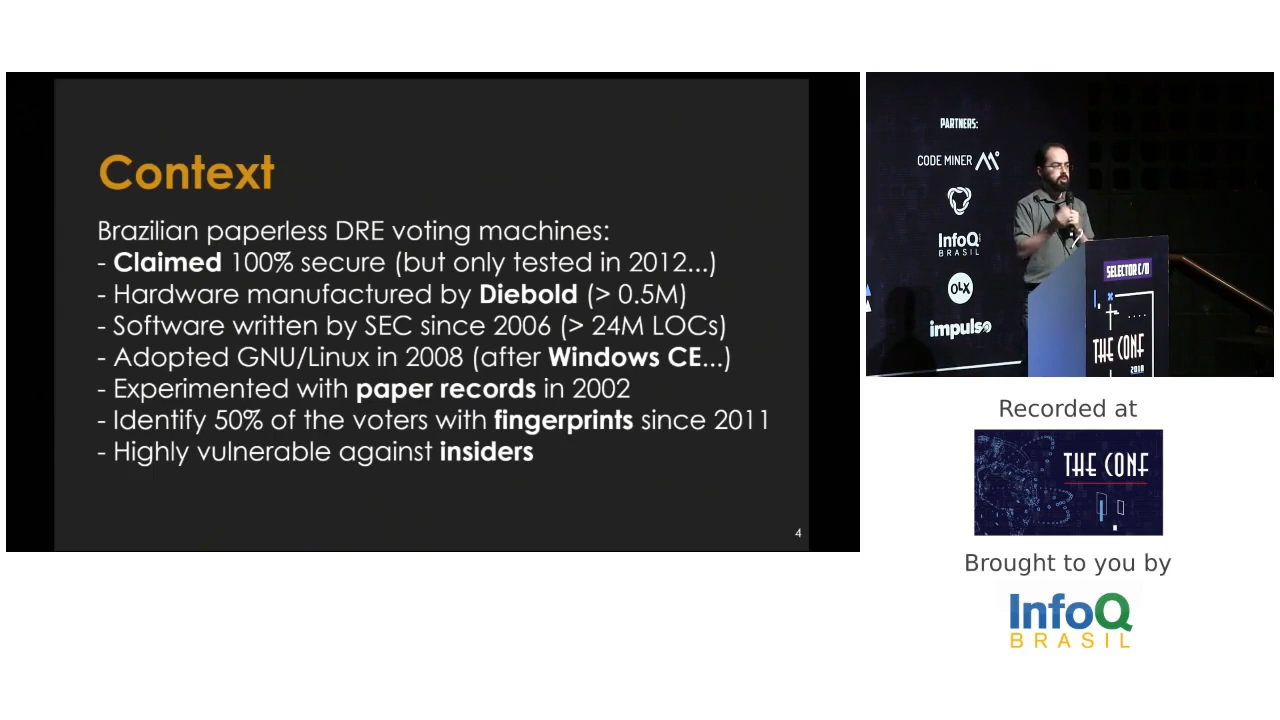 Context
Brazilian paperless DRE voting machines:
- Claimed 100% secure (but only tested in 2012...)
- Hardware manufactured by Diebold (> 0.5M)
- Software written by SEC since 2006 (> 24M LOCs)
- Adopted GNU/Linux in 2008 (after Windows CE...)
- Experimented with paper records in 2002
- Identify 50% of the voters with fingerprints since 2011
- Highly vulnerable against insiders
4
PARTNERS:
CODE MINER
InfoQ
BRASIL
OLX
impulso
SELECTOR C/O
THE CONF
2018
Recorded at
THE CONF
Brought to you by
InfoQ
BRASIL